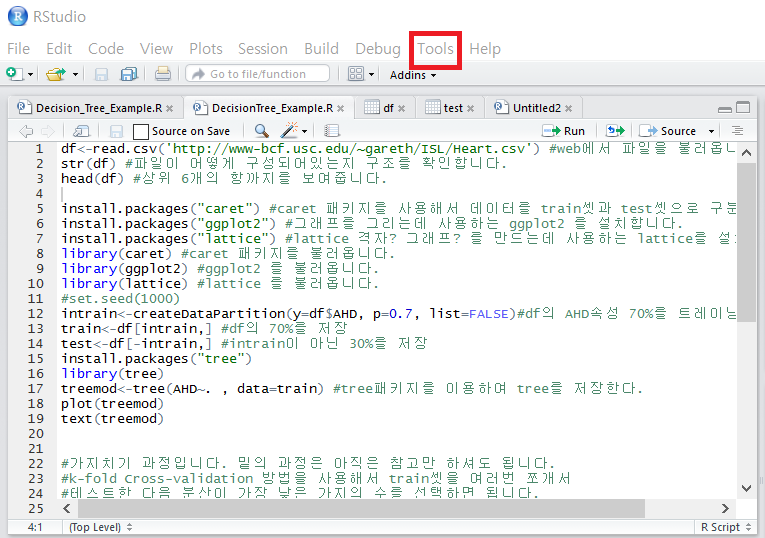 RStudio
File Edit Code View Plots Session Build Debug Tools Help
Go to file/function Addins
Decision_Tree_Example.R DecisionTree_Example.R df test Untitled2
Source on Save Run Source
1 df<-read.csv('http://www-bcf.usc.edu/~gareth/ISL/Heart.csv') #web에서 파일을 불러옵니
2 str(df) #파일이 어떻게 구성되어있는지 구조를 확인합니다.
3 head(df) #상위 6개의 항까지를 보여줍니다.
4
5 install.packages("caret") #caret 패키지를 사용해서 데이터를 train셋과 test셋으로 구분
6 install.packages("ggplot2") #그래프를 그리는데 사용하는 ggplot2 를 설치합니다.
7 install.packages("lattice") #lattice 격자? 그래프? 를 만드는데 사용하는 lattice를 설
8 library(caret) #caret 패키지를 불러옵니다.
9 library(ggplot2) #ggplot2 를 불러옵니다.
10 library(lattice) #lattice 를 불러옵니다.
11 #set.seed(1000)
12 intrain<-createDataPartition(y=df$AHD, p=0.7, list=FALSE)#df의 AHD속성 70%를 트레이닝
13 train<-df[intrain,] #df의 70%를 저장
14 test<-df[-intrain,] #intrain이 아닌 30%를 저장
15 install.packages("tree")
16 library(tree)
17 treemod<-tree(AHD~. , data=train) #tree패키지를 이용하여 tree를 저장한다.
18 plot(treemod)
19 text(treemod)
20
21
22 #가지치기 과정입니다. 밑의 과정은 아직은 참고만 하셔도 됩니다.
23 #k-fold Cross-validation 방법을 사용해서 train셋을 여러번 쪼개서
24 #테스트한 다음 분산이 가장 낮은 가지의 수를 선택하면 됩니다.
25
4:1 (Top Level) R Script